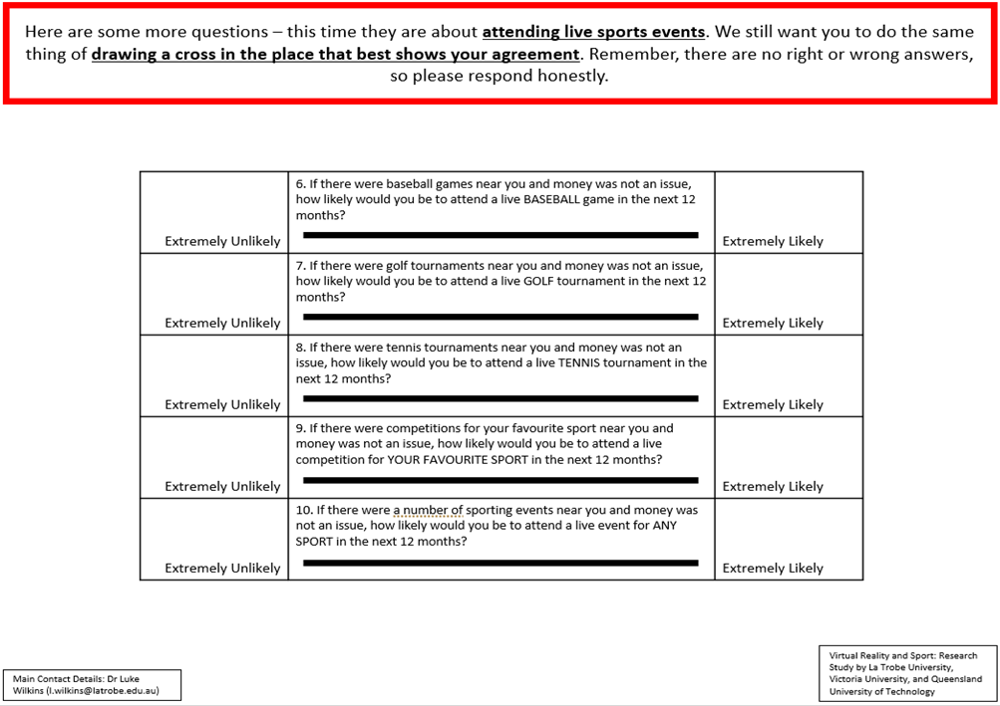 Here are some more questions – this time they are about attending live sports events. We still want you to do the same
thing of drawing a cross in the place that best shows your agreement. Remember, there are no right or wrong answers,
so please respond honestly.
6. If there were baseball games near you and money was not an issue,
how likely would you be to attend a live BASEBALL game in the next 12
months?
Extremely Unlikely
Extremely Likely
7. If there were golf tournaments near you and money was not an issue,
how likely would you be to attend a live GOLF tournament in the next 12
months?
Extremely Unlikely
Extremely Likely
8. If there were tennis tournaments near you and money was not an
issue, how likely would you be to attend a live TENNIS tournament in the
next 12 months?
Extremely Unlikely
Extremely Likely
9. If there were competitions for your favourite sport near you and
money was not an issue, how likely would you be to attend a live
competition for YOUR FAVOURITE SPORT in the next 12 months?
Extremely Unlikely
Extremely Likely
10. If there were a number of sporting events near you and money was
not an issue, how likely would you be to attend a live event for ANY
SPORT in the next 12 months?
Extremely Unlikely
Extremely Likely
Main Contact Details: Dr Luke
Wilkins (l.wilkins@latrobe.edu.au)
Virtual Reality and Sport: Research
Study by La Trobe University,
Victoria University, and Queensland
University of Technology